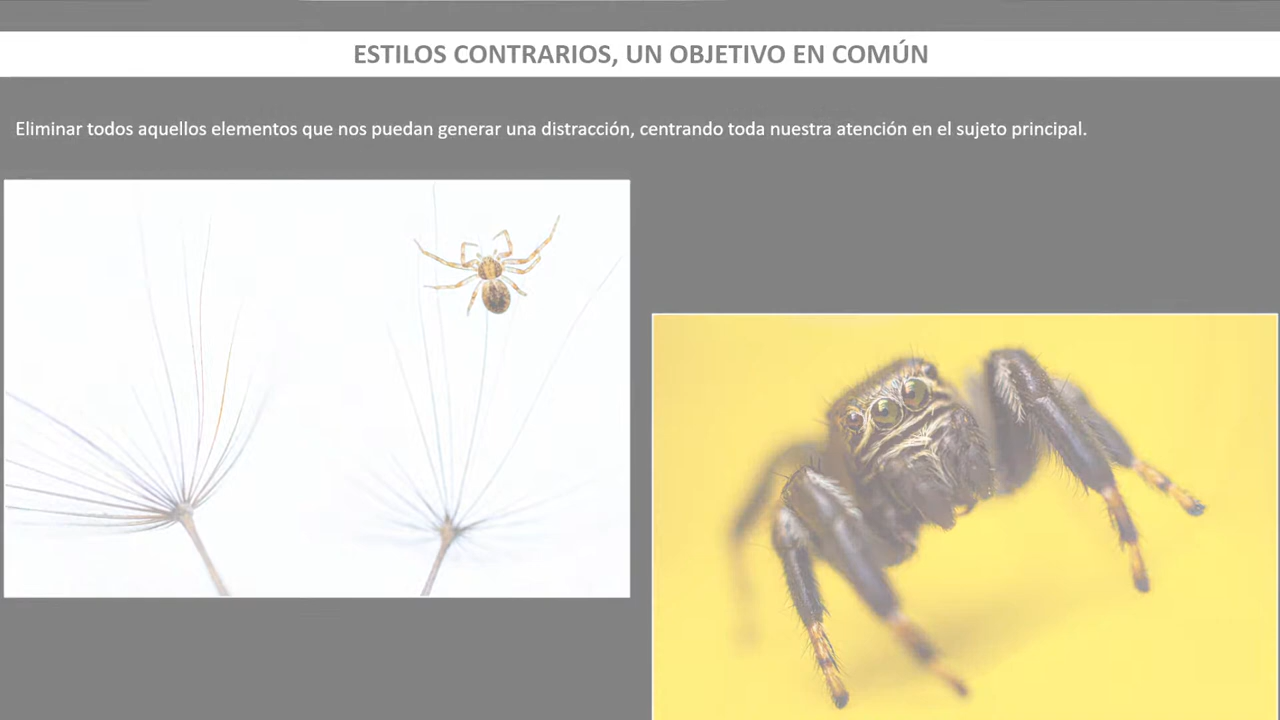 ESTILOS CONTRARIOS, UN OBJETIVO EN COMÚN
Eliminar todos aquellos elementos que nos puedan generar una distracción, centrando toda nuestra atención en el sujeto principal.